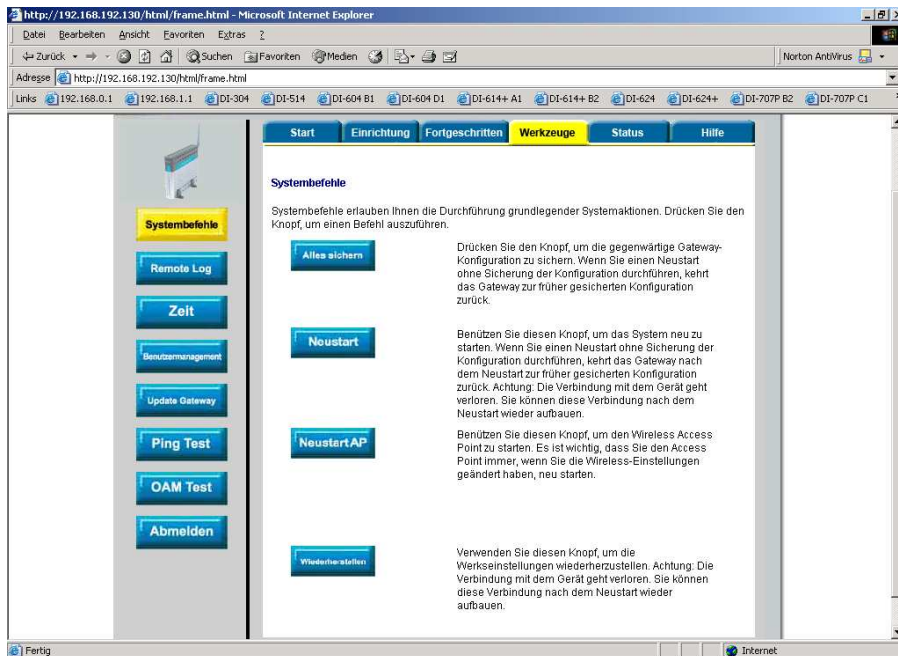 http://192.168.192.130/html/frame.html - Microsoft Internet Explorer
Datei Bearbeiten Ansicht Favoriten Extras ?
Zurück Suchen Favoriten Medien Norton AntiVirus
Adresse http://192.168.192.130/html/frame.html
Links 192.168.0.1 192.168.1.1 DI-304 DI-514 DI-604 B1 DI-604 D1 DI-614+ A1 DI-614+ B2 DI-624 DI-624+ DI-707P B2 DI-707P C1
Start Einrichtung Fortgeschritten Werkzeuge Status Hilfe
Systembefehle
Remote Log
Zeit
Benutzermanagement
Update Gateway
Ping Test
OAM Test
Abmelden
Systembefehle
Systembefehle erlauben Ihnen die Durchführung grundlegender Systemaktionen. Drücken Sie den
Knopf, um einen Befehl auszuführen.
Alles sichern
Drücken Sie den Knopf, um die gegenwärtige Gateway-
Konfiguration zu sichern. Wenn Sie einen Neustart
ohne Sicherung der Konfiguration durchführen, kehrt
das Gateway zur früher gesicherten Konfiguration
zurück.
Neustart
Benützen Sie diesen Knopf, um das System neu zu
starten. Wenn Sie einen Neustart ohne Sicherung der
Konfiguration durchführen, kehrt das Gateway nach
dem Neustart zur früher gesicherten Konfiguration
zurück. Achtung: Die Verbindung mit dem Gerät geht
verloren. Sie können diese Verbindung nach dem
Neustart wieder aufbauen.
Neustart AP
Benützen Sie diesen Knopf, um den Wireless Access
Point zu starten. Es ist wichtig, dass Sie den Access
Point immer, wenn Sie die Wireless-Einstellungen
geändert haben, neu starten.
Wiederherstellen
Verwenden Sie diesen Knopf, um die
Werkseinstellungen wiederherzustellen. Achtung: Die
Verbindung mit dem Gerät geht verloren. Sie können
diese Verbindung nach dem Neustart wieder
aufbauen.
Fertig Internet